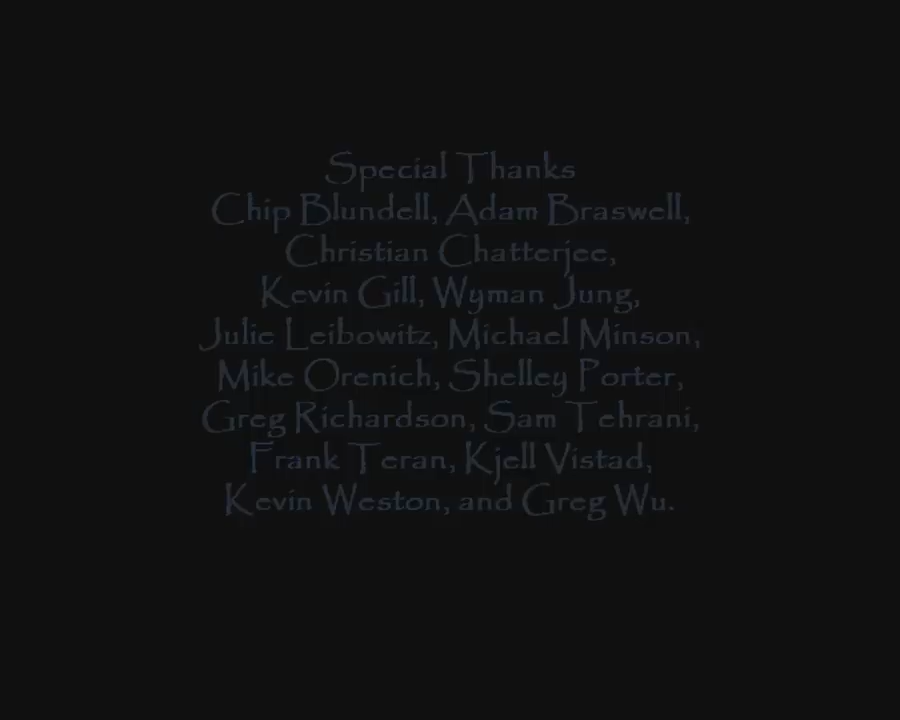 Special Thanks
Chip Blundell, Adam Braswell,
Christian Chatterjee,
Kevin Gill, Wyman Jung,
Julie Leibowitz, Michael Minson,
Mike Orenich, Shelley Porter,
Greg Richardson, Sam Tehrani,
Frank Teran, Kjell Vistad,
Kevin Weston, and Greg Wu.